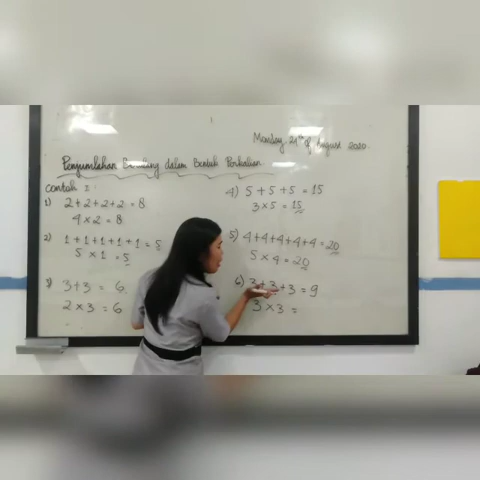 Monday, 24th of August 2020.
Penjumlahan Berulang dalam Bentuk Perkalian
Contoh :
1) 2+2+2+2 = 8
4 × 2 = 8
2) 1+1+1+1+1 = 5
5 × 1 = 5
3) 3+3 = 6
2 × 3 = 6
4) 5+5+5 = 15
3 × 5 = 15
5) 4+4+4+4+4 = 20
5 × 4 = 20
6) 3+3+3 = 9
3 × 3 =